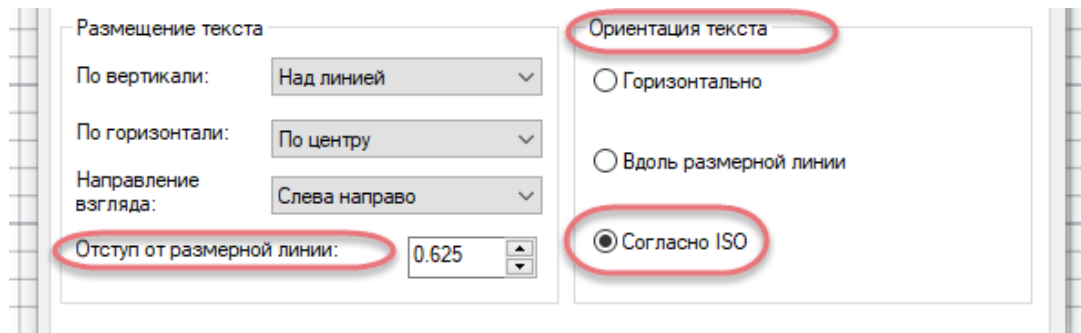 Размещение текста
По вертикали: Над линией
По горизонтали: По центру
Направление
взгляда: Слева направо
Отступ от размерной линии: 0.625
Ориентация текста
Горизонтально
Вдоль размерной линии
Согласно ISO